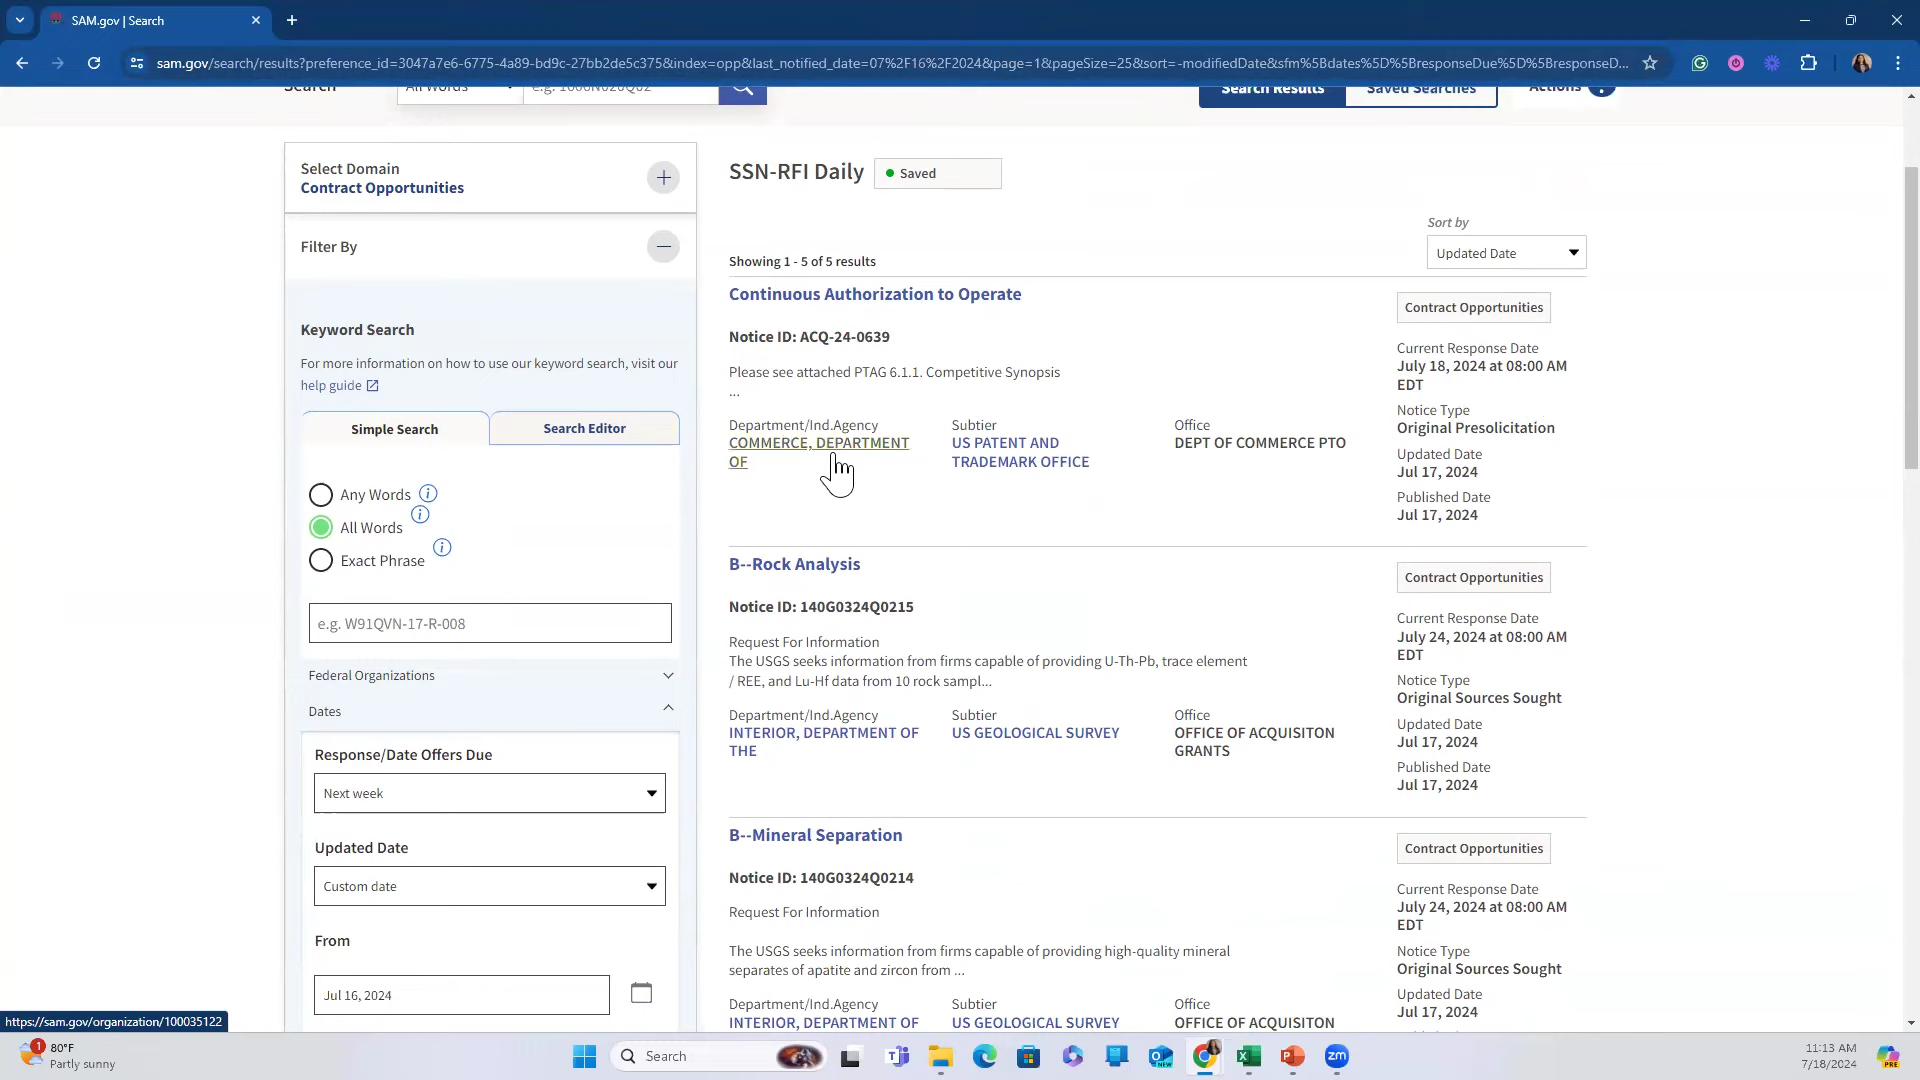 SAM.gov | Search
sam.gov/search/results?preference_id=3047a7e6-6775-4a89-bd9c-27bb2de5c375&index=opp&last_notified_date=07%2F16%2F2024&page=1&pageSize=25&sort=-modifiedDate&sfm%5Bdates%5D%5BresponseDue%5D%5BresponseD...
Search
All Words
e.g. 1606N020Q02
Search Results
Saved Searches
Actions
Select Domain
Contract Opportunities
Filter By
Keyword Search
For more information on how to use our keyword search, visit our
help guide
Simple Search
Search Editor
Any Words
All Words
Exact Phrase
e.g. W91QVN-17-R-008
Federal Organizations
Dates
Response/Date Offers Due
Next week
Updated Date
Custom date
From
Jul 16, 2024
SSN-RFI Daily
Saved
Sort by
Updated Date
Showing 1 - 5 of 5 results
Continuous Authorization to Operate
Notice ID: ACQ-24-0639
Please see attached PTAG 6.1.1. Competitive Synopsis
...
Department/Ind.Agency
COMMERCE, DEPARTMENT
OF
Subtier
US PATENT AND
TRADEMARK OFFICE
Office
DEPT OF COMMERCE PTO
Contract Opportunities
Current Response Date
July 18, 2024 at 08:00 AM
EDT
Notice Type
Original Presolicitation
Updated Date
Jul 17, 2024
Published Date
Jul 17, 2024
B--Rock Analysis
Notice ID: 140G0324Q0215
Request For Information
The USGS seeks information from firms capable of providing U-Th-Pb, trace element
/ REE, and Lu-Hf data from 10 rock sampl...
Department/Ind.Agency
INTERIOR, DEPARTMENT OF
THE
Subtier
US GEOLOGICAL SURVEY
Office
OFFICE OF ACQUISITON
GRANTS
Contract Opportunities
Current Response Date
July 24, 2024 at 08:00 AM
EDT
Notice Type
Original Sources Sought
Updated Date
Jul 17, 2024
Published Date
Jul 17, 2024
B--Mineral Separation
Notice ID: 140G0324Q0214
Request For Information
The USGS seeks information from firms capable of providing high-quality mineral
separates of apatite and zircon from ...
Department/Ind.Agency
INTERIOR, DEPARTMENT OF
Subtier
US GEOLOGICAL SURVEY
Office
OFFICE OF ACQUISITON
Contract Opportunities
Current Response Date
July 24, 2024 at 08:00 AM
EDT
Notice Type
Original Sources Sought
Updated Date
Jul 17, 2024
https://sam.gov/organization/100035122
1
80°F
Partly sunny
Search
zm
11:13 AM
7/18/2024